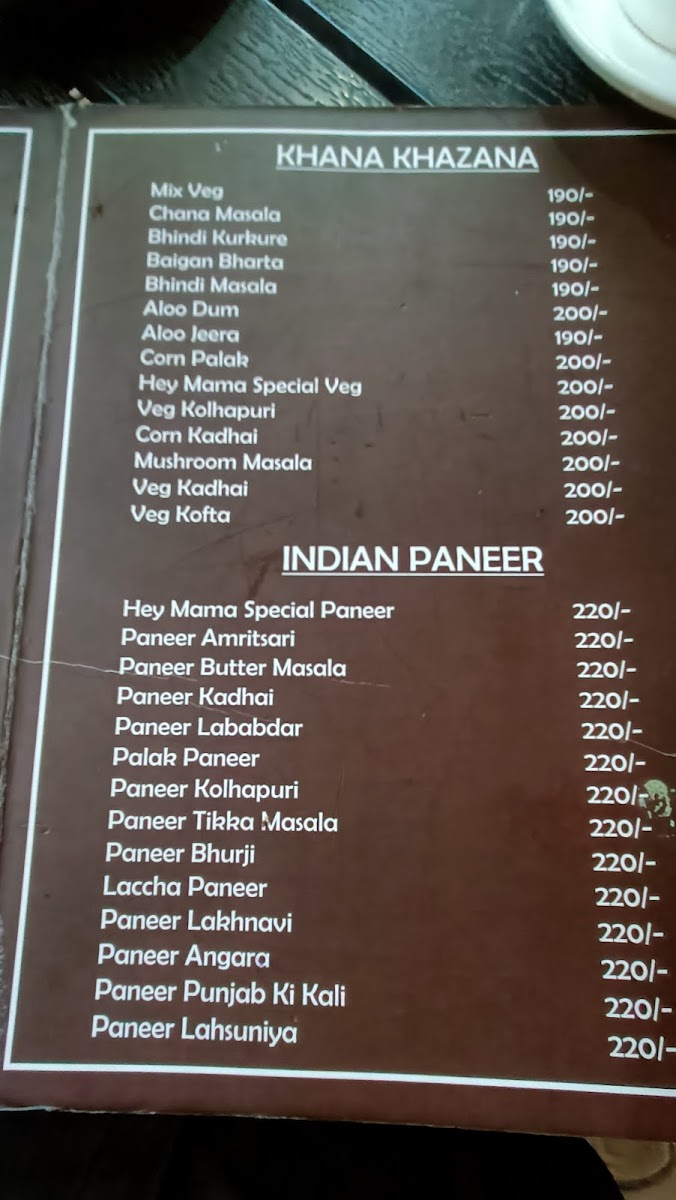 KHANA KHAZANA
Mix Veg 190/-
Chana Masala 190/-
Bhindi Kurkure 190/-
Baigan Bharta 190/-
Bhindi Masala 190/-
Aloo Dum 200/-
Aloo Jeera 190/-
Corn Palak 200/-
Hey Mama Special Veg 200/-
Veg Kolhapuri 200/-
Corn Kadhai 200/-
Mushroom Masala 200/-
Veg Kadhai 200/-
Veg Kofta 200/-
INDIAN PANEER
Hey Mama Special Paneer 220/-
Paneer Amritsari 220/-
Paneer Butter Masala 220/-
Paneer Kadhai 220/-
Paneer Lababdar 220/-
Palak Paneer 220/-
Paneer Kolhapuri 220/-
Paneer Tikka Masala 220/-
Paneer Bhurji 220/-
Laccha Paneer 220/-
Paneer Lakhnavi 220/-
Paneer Angara 220/-
Paneer Punjab Ki Kali 220/-
Paneer Lahsuniya 220/-